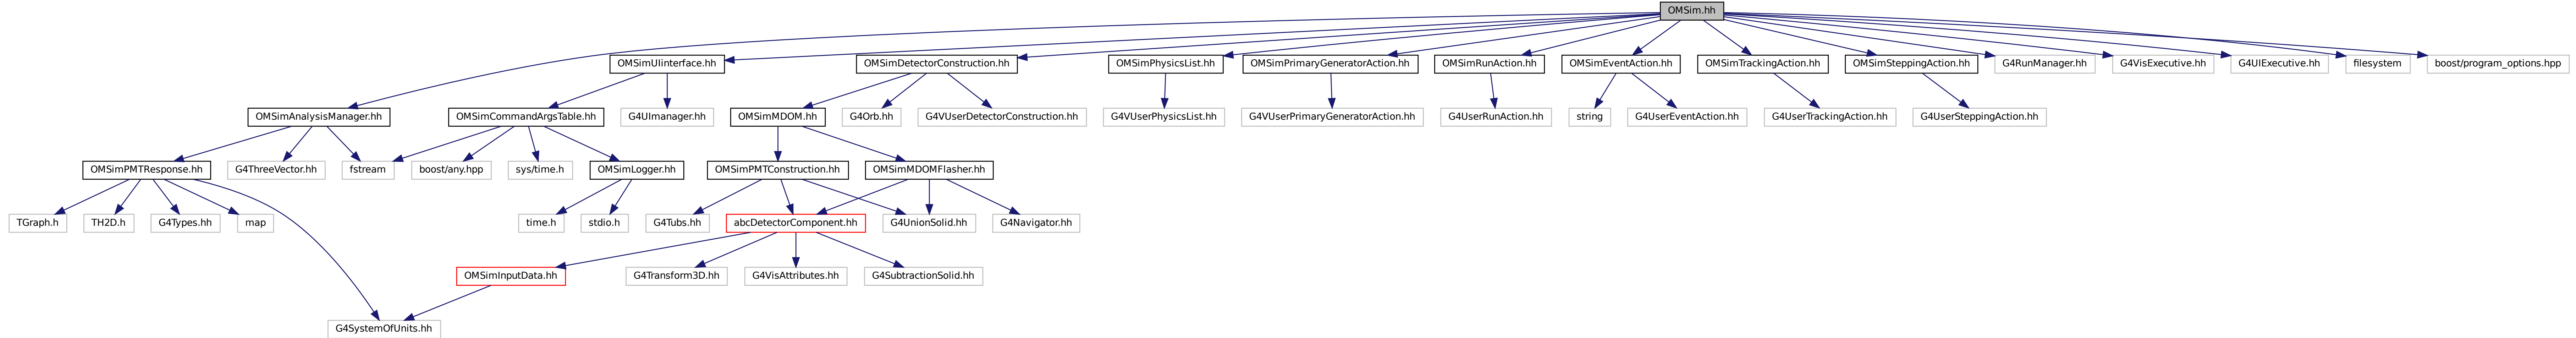 OMSim.hh
OMSimUIinterface.hh
OMSimDetectorConstruction.hh
OMSimPhysicsList.hh
OMSimPrimaryGeneratorAction.hh
OMSimRunAction.hh
OMSimEventAction.hh
OMSimTrackingAction.hh
OMSimSteppingAction.hh
G4RunManager.hh
G4VisExecutive.hh
G4UIExecutive.hh
filesystem
boost/program_options.hpp
OMSimAnalysisManager.hh
OMSimCommandArgsTable.hh
G4UImanager.hh
OMSimMDOM.hh
G4Orb.hh
G4VUserDetectorConstruction.hh
G4VUserPhysicsList.hh
G4VUserPrimaryGeneratorAction.hh
G4UserRunAction.hh
string
G4UserEventAction.hh
G4UserTrackingAction.hh
G4UserSteppingAction.hh
OMSimPMTResponse.hh
G4ThreeVector.hh
fstream
boost/any.hpp
sys/time.h
OMSimLogger.hh
OMSimPMTConstruction.hh
OMSimMDOMFlasher.hh
TGraph.h
TH2D.h
G4Types.hh
map
time.h
stdio.h
G4Tubs.hh
abcDetectorComponent.hh
G4UnionSolid.hh
G4Navigator.hh
OMSimInputData.hh
G4Transform3D.hh
G4VisAttributes.hh
G4SubtractionSolid.hh
G4SystemOfUnits.hh